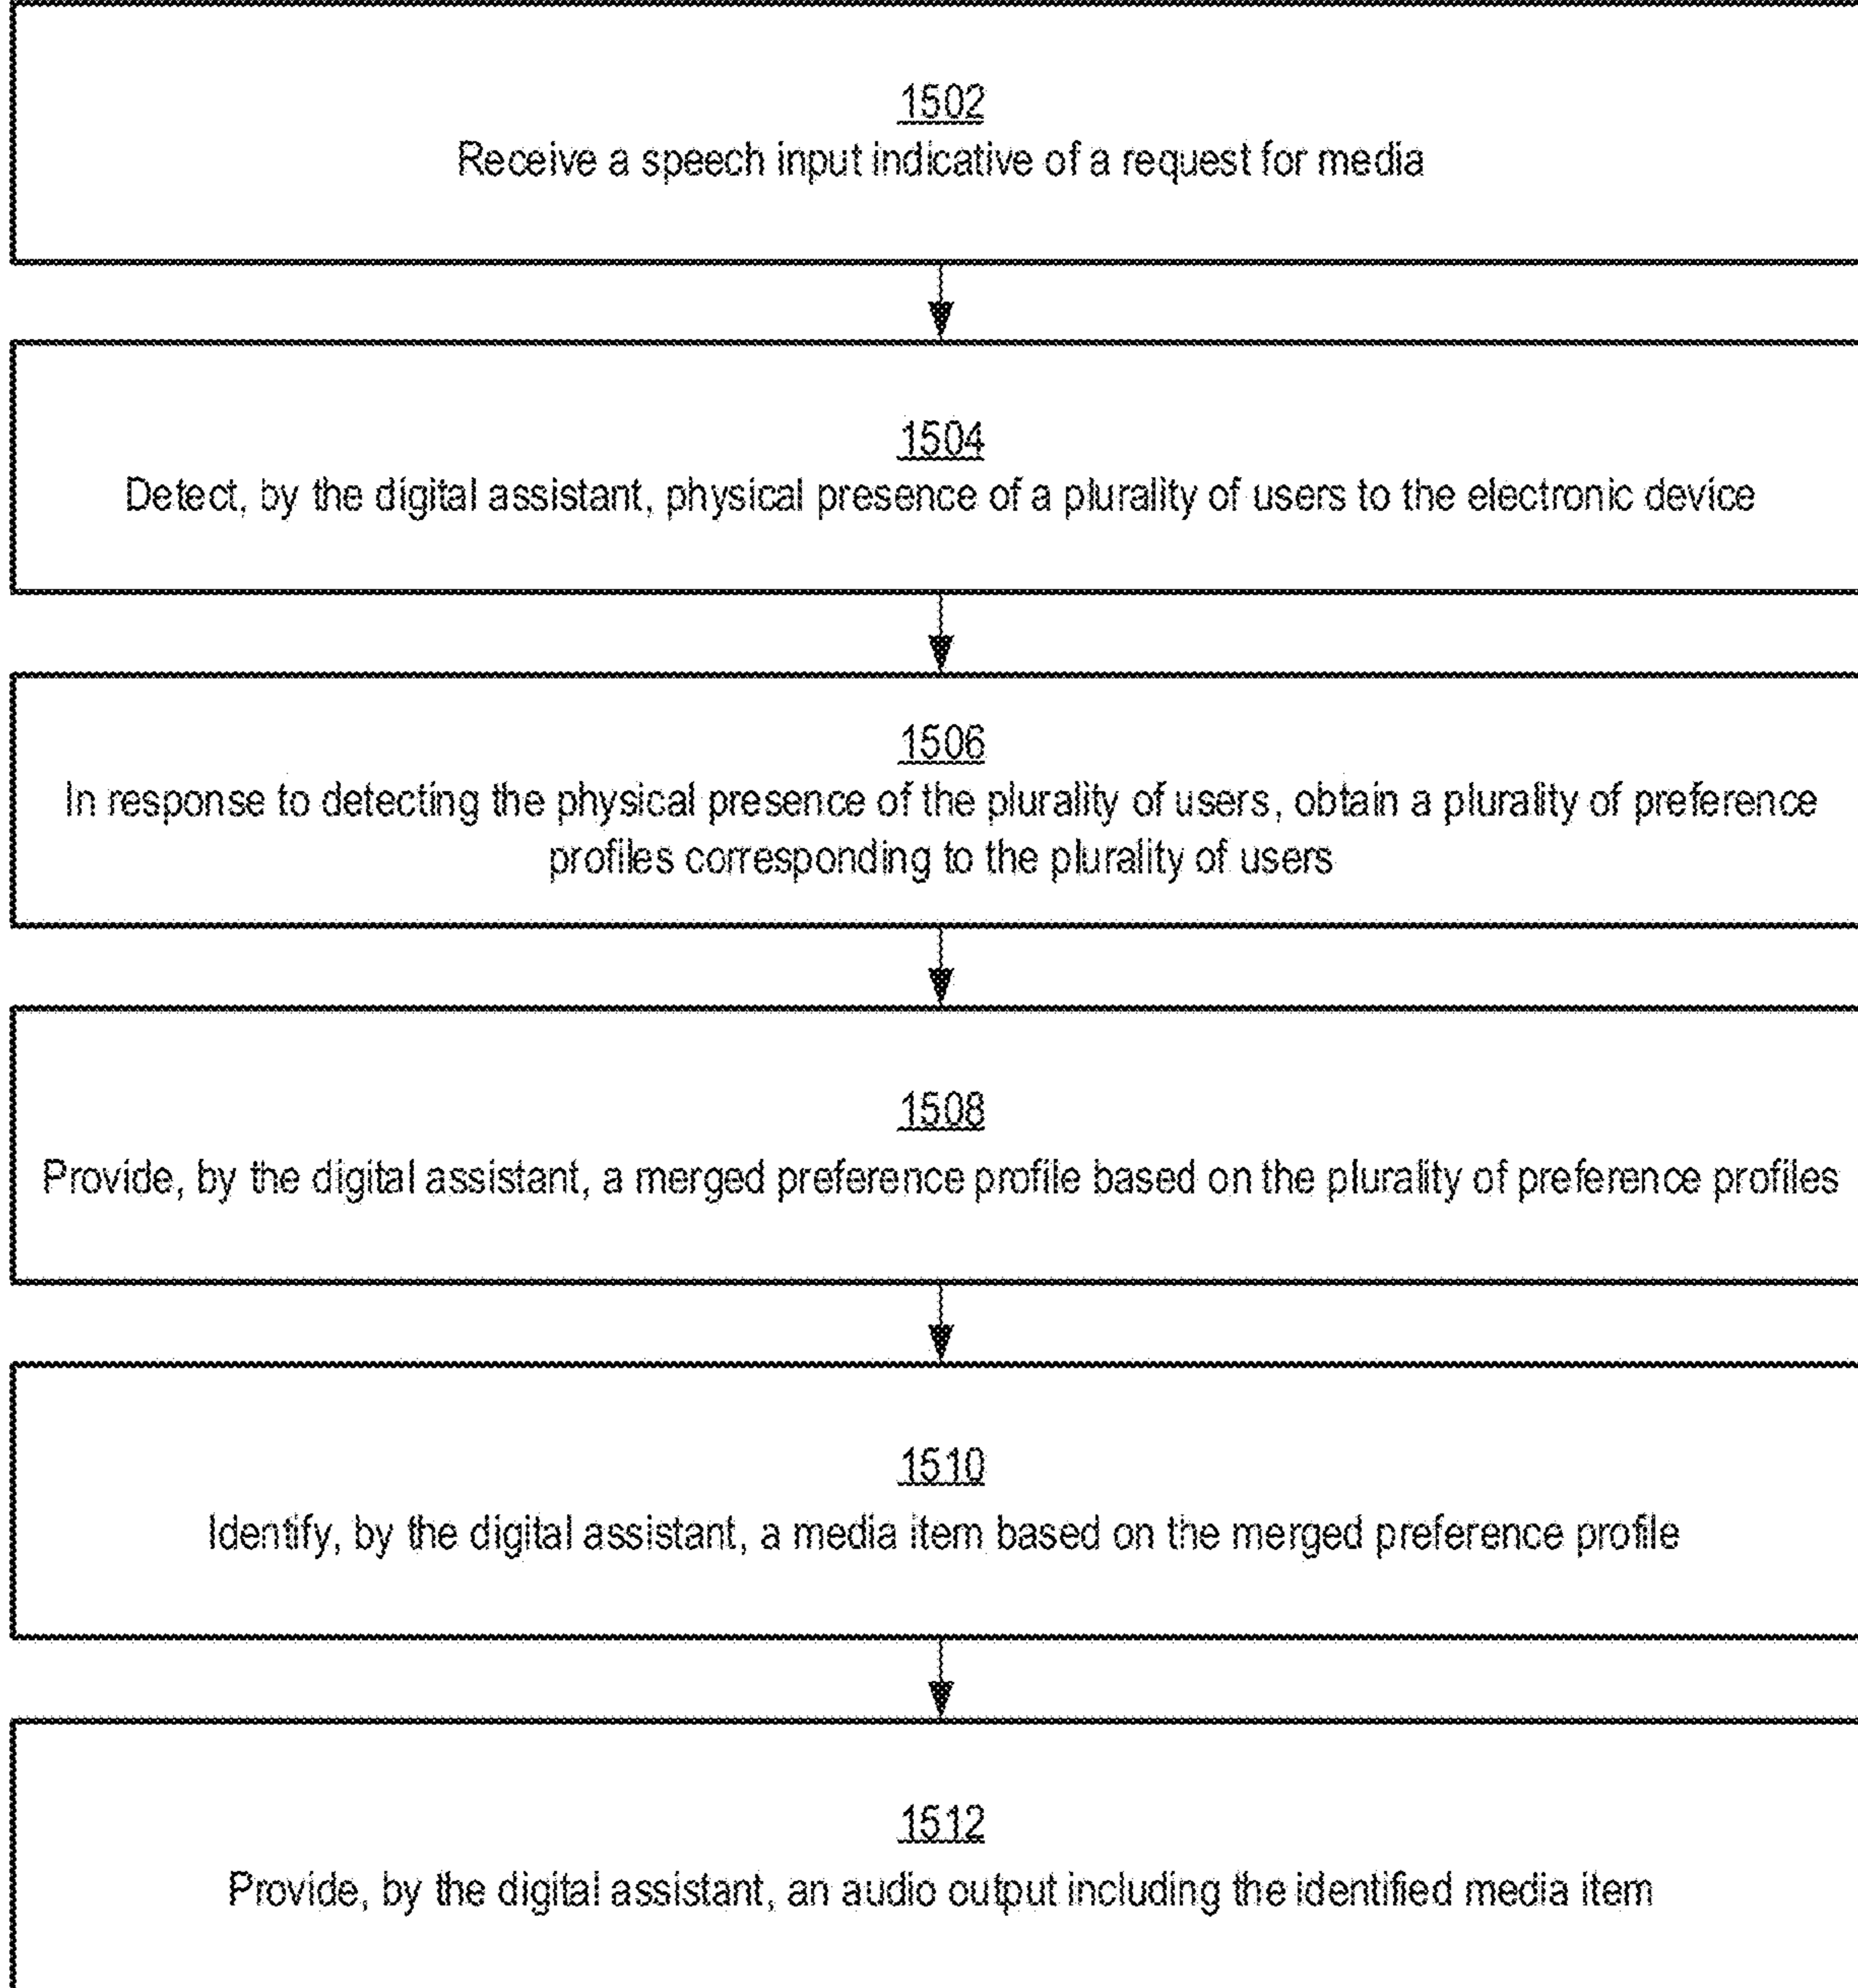 1502
Receive a speech input indicative of a request for media
1504
Detect, by the digital assistant, physical presence of a plurality of users to the electronic device
1506
In response to detecting the physical presence of the plurality of users, obtain a plurality of preference
profiles corresponding to the plurality of users
1508
Provide, by the digital assistant, a merged preference profile based on the plurality of preference profiles
1510
Identify, by the digital assistant, a media item based on the merged preference profile
1512
Provide, by the digital assistant, an audio output including the identified media item